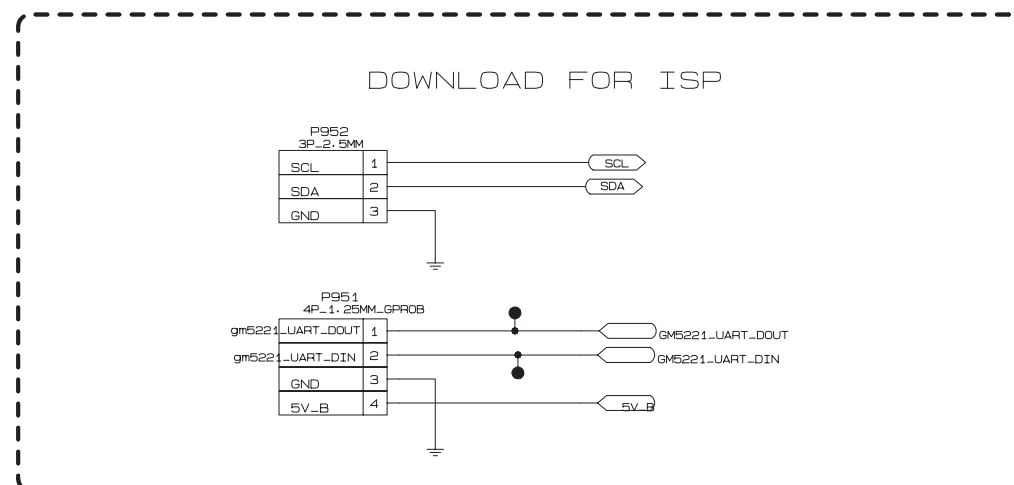 DOWNLOAD FOR ISP
P952
3P_2.5MM
SCL 1 SCL
SDA 2 SDA
GND 3
P951
4P_1.25MM_GPROB
gm5221_UART_DOUT 1 GM5221_UART_DOUT
gm5221_UART_DIN 2 GM5221_UART_DIN
GND 3
5V_B 4 5V_B